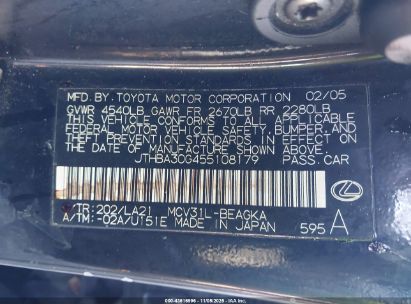 MFD. BY: TOYOTA MOTOR CORPORATION 02/05
GVWR 4540LB GAWR FR 2670LB RR 2280LB
THIS VEHICLE CONFORMS TO ALL APPLICABLE
FEDERAL MOTOR VEHICLE SAFETY, BUMPER, AND
THEFT PREVENTION STANDARDS IN EFFECT ON
THE DATE OF MANUFACTURE SHOWN ABOVE.
JTHBA3CG455108179 PASS. CAR
C/TR: 202/LA21 MCV31L-BEAGKA
A/TM: -02A/U151E MADE IN JAPAN 595 A